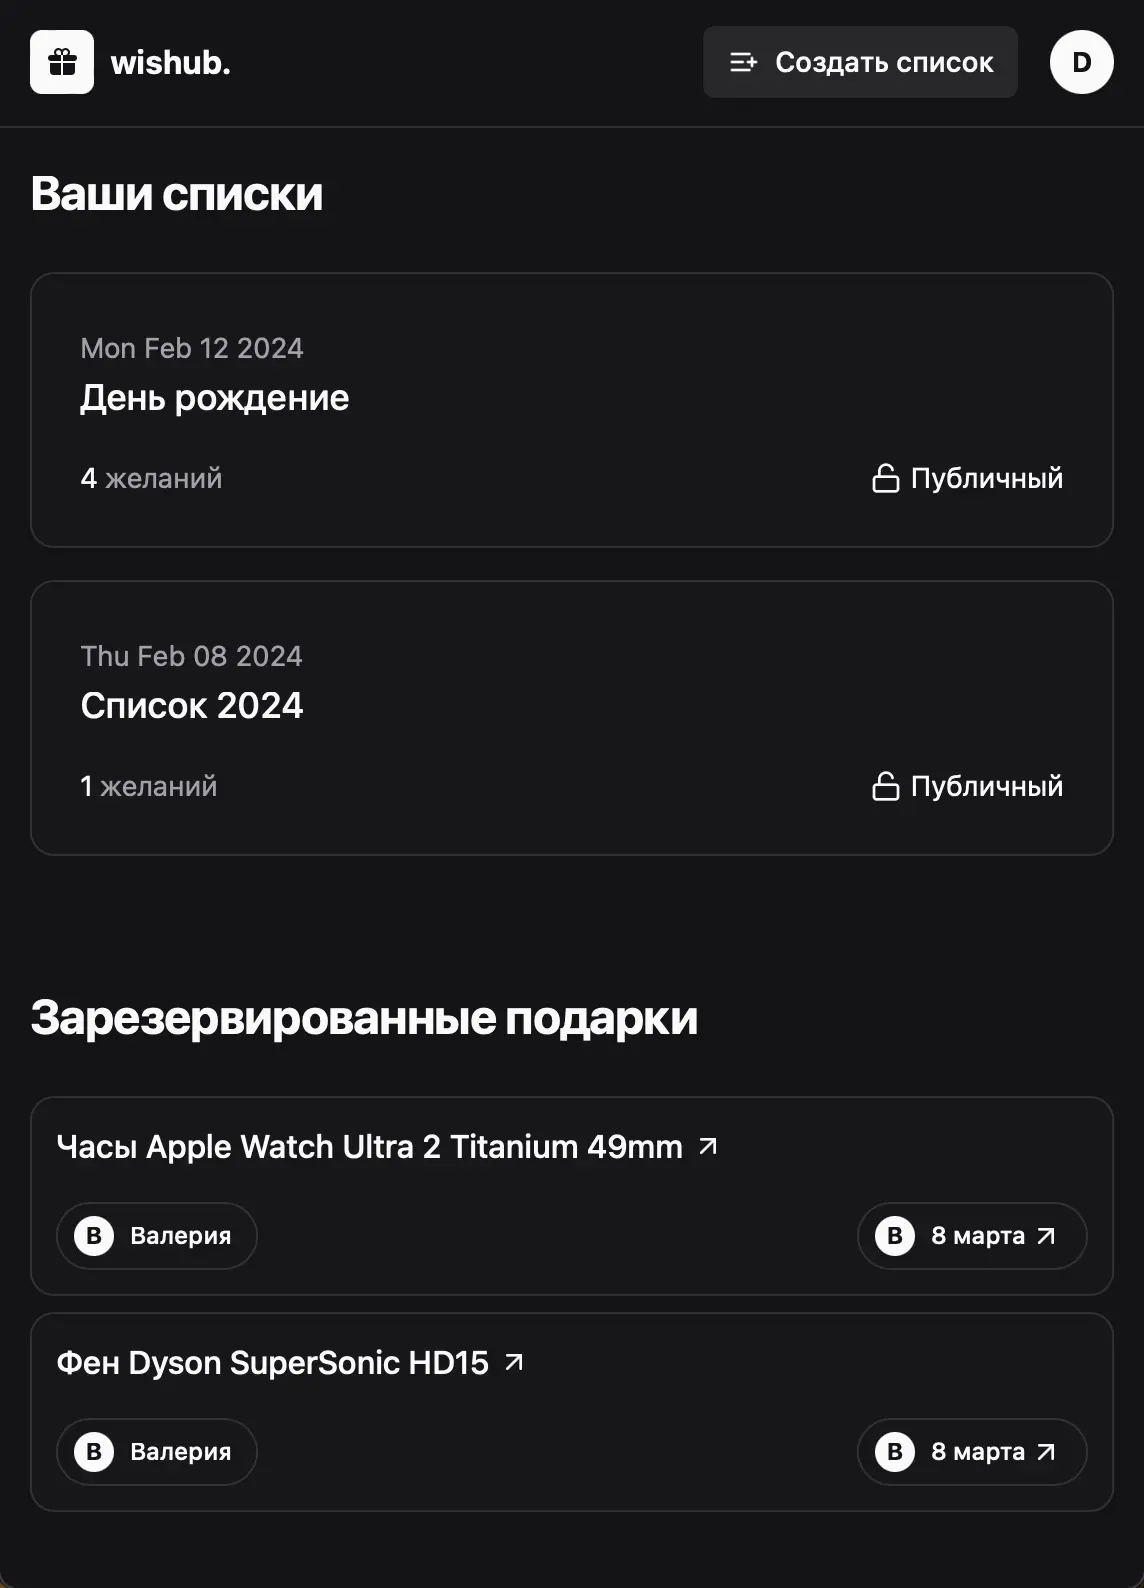 wishub.
Создать список
D
Ваши списки
Mon Feb 12 2024
День рождение
4 желаний
Публичный
Thu Feb 08 2024
Список 2024
1 желаний
Публичный
Зарезервированные подарки
Часы Apple Watch Ultra 2 Titanium 49mm
В Валерия
В 8 марта
Фен Dyson SuperSonic HD15
В Валерия
В 8 марта